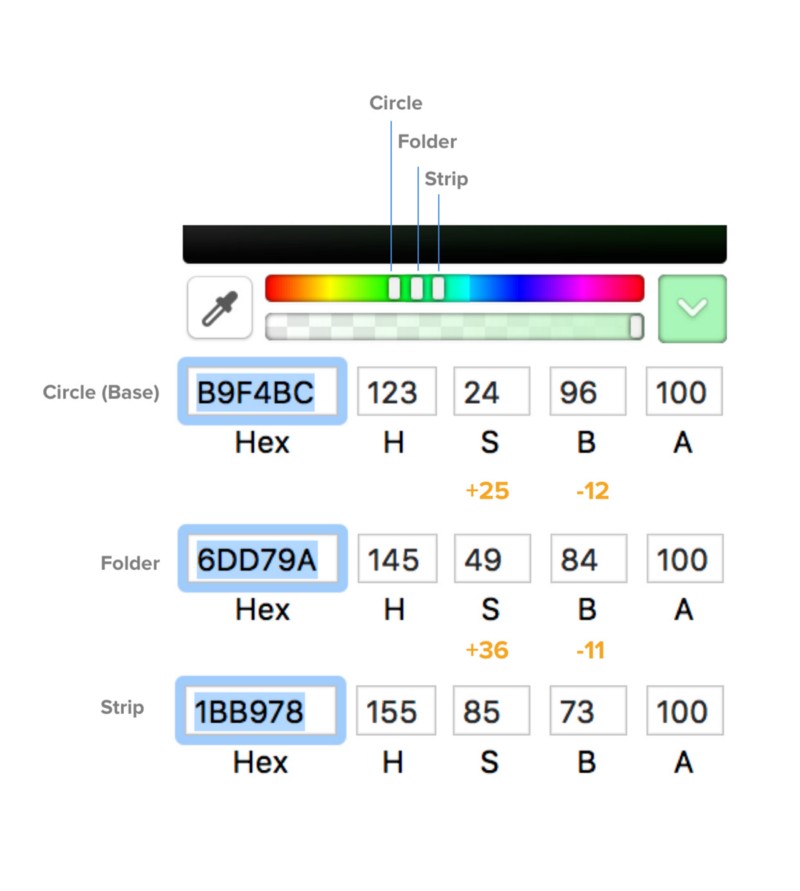 Circle
Folder
Strip
Circle (Base) B9F4BC 123 24 96 100
Hex H S B A
+25 -12
Folder 6DD79A 145 49 84 100
Hex H S B A
+36 -11
Strip 1BB978 155 85 73 100
Hex H S B A